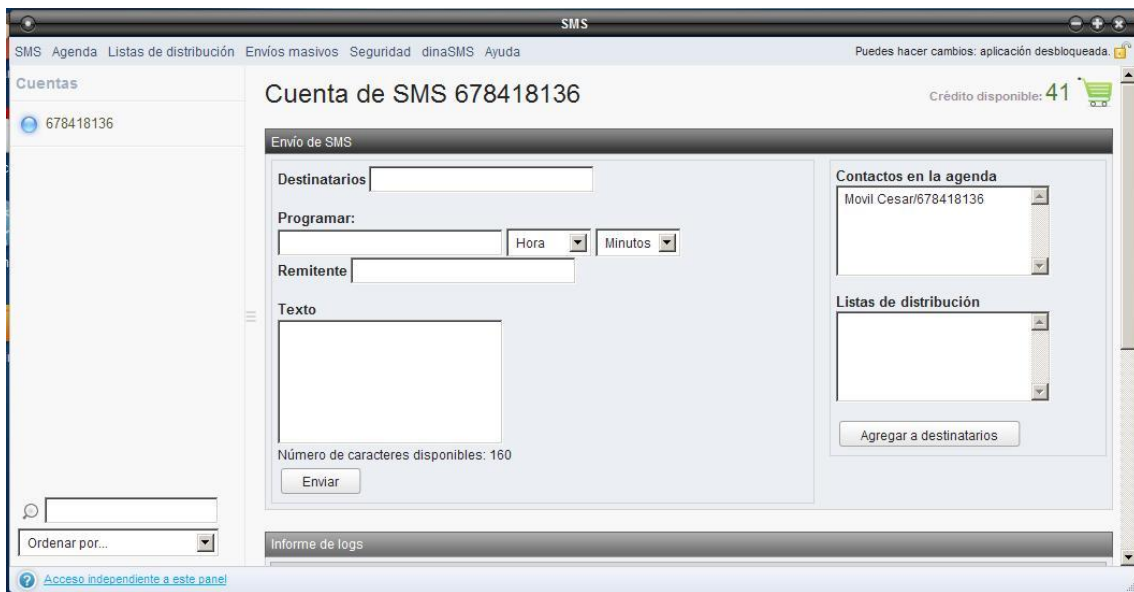 SMS
SMS Agenda Listas de distribución Envíos masivos Seguridad dinaSMS Ayuda
Puedes hacer cambios: aplicación desbloqueada.
Cuentas
678418136
Cuenta de SMS 678418136
Crédito disponible: 41
Envío de SMS
Destinatarios
Programar:
Hora Minutos
Remitente
Texto
Número de caracteres disponibles: 160
Enviar
Contactos en la agenda
Movil Cesar/678418136
Listas de distribución
Agregar a destinatarios
Ordenar por...
Informe de logs
Acceso independiente a este panel